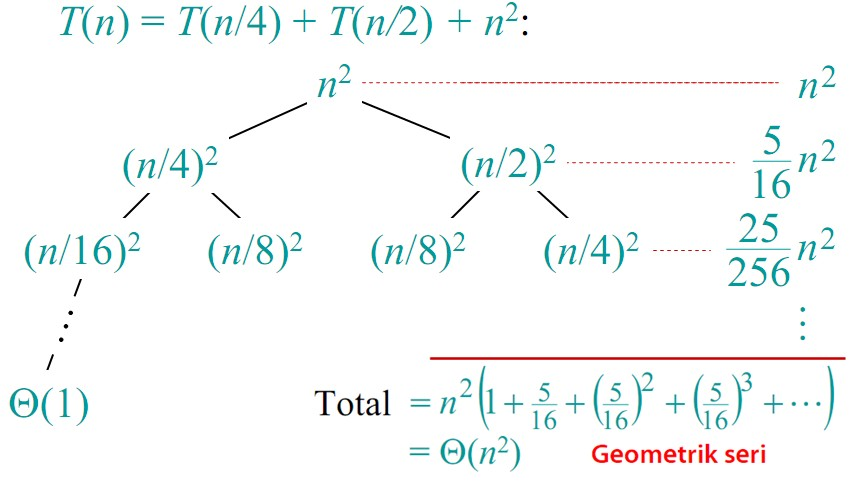 T(n) = T(n/4) + T(n/2) + n²:
n² n²
(n/4)² (n/2)² 5/16 n²
(n/16)² (n/8)² (n/8)² (n/4)² 25/256 n²
⋮ ⋮
Θ(1) Total = n²(1 + 5/16 + (5/16)² + (5/16)³ + ⋯)
= Θ(n²) Geometrik seri